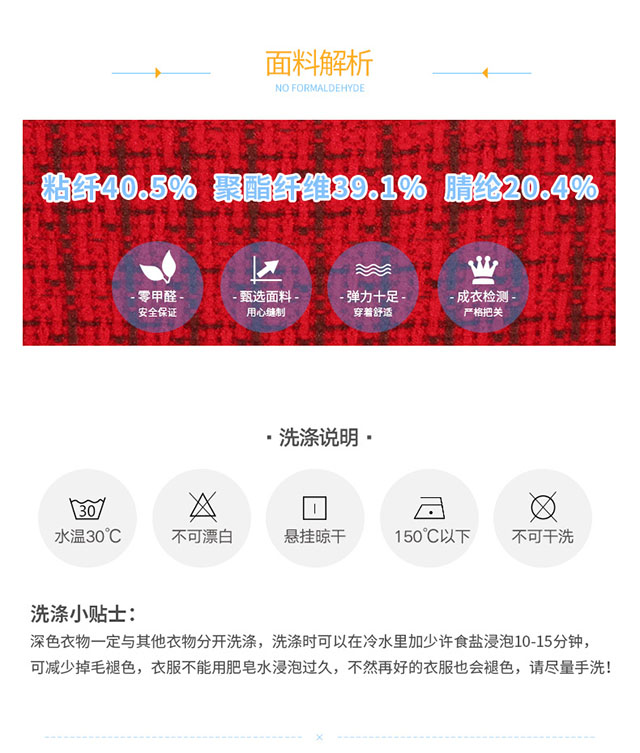 面料解析
NO FORMALDEHYDE
粘纤40.5% 聚酯纤维39.1% 腈纶20.4%
- 零甲醛 - - 甄选面料 - - 弹力十足 - - 成衣检测 -
安全保证 用心缝制 穿着舒适 严格把关
·洗涤说明·
30
水温30℃ 不可漂白 悬挂晾干 150℃以下 不可干洗
洗涤小贴士：
深色衣物一定与其他衣物分开洗涤，洗涤时可以在冷水里加少许食盐浸泡10-15分钟，
可减少掉毛褪色，衣服不能用肥皂水浸泡过久，不然再好的衣服也会褪色，请尽量手洗！